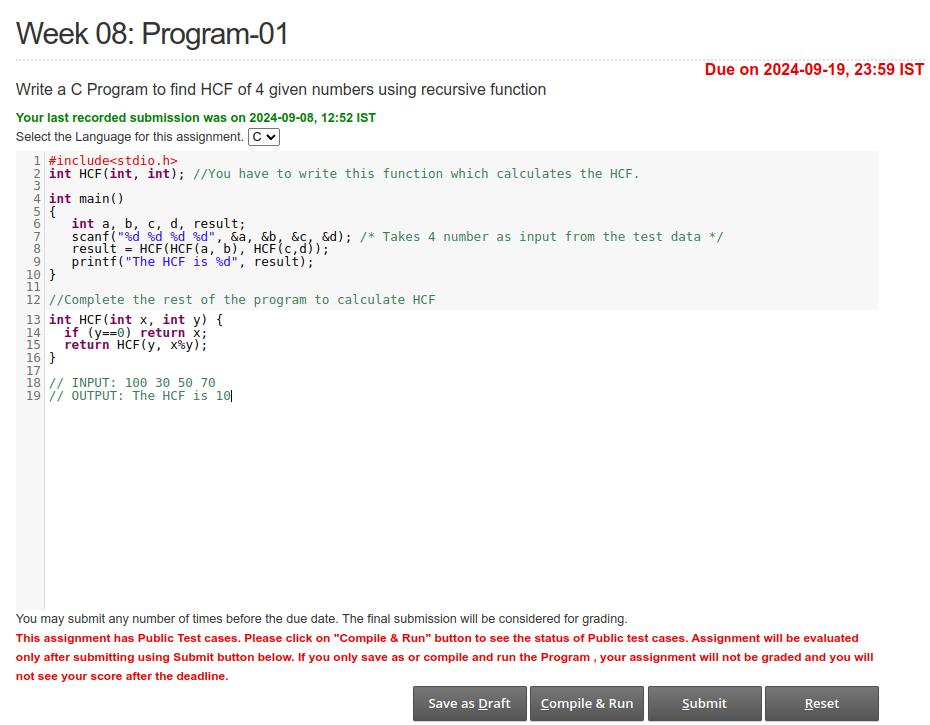 Week 08: Program-01
Due on 2024-09-19, 23:59 IST
Write a C Program to find HCF of 4 given numbers using recursive function
Your last recorded submission was on 2024-09-08, 12:52 IST
Select the Language for this assignment. C
1 #include<stdio.h>
2 int HCF(int, int); //You have to write this function which calculates the HCF.
3
4 int main()
5 {
6    int a, b, c, d, result;
7    scanf("%d %d %d %d", &a, &b, &c, &d); /* Takes 4 number as input from the test data */
8    result = HCF(HCF(a, b), HCF(c,d));
9    printf("The HCF is %d", result);
10 }
11
12 //Complete the rest of the program to calculate HCF
13 int HCF(int x, int y) {
14   if (y==0) return x;
15   return HCF(y, x%y);
16 }
17
18 // INPUT: 100 30 50 70
19 // OUTPUT: The HCF is 10
You may submit any number of times before the due date. The final submission will be considered for grading.
This assignment has Public Test cases. Please click on "Compile & Run" button to see the status of Public test cases. Assignment will be evaluated
only after submitting using Submit button below. If you only save as or compile and run the Program , your assignment will not be graded and you will
not see your score after the deadline.
Save as Draft Compile & Run Submit Reset